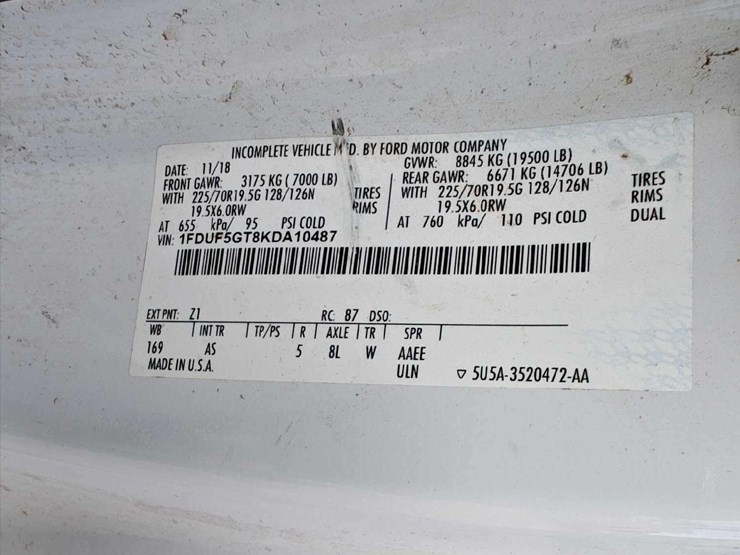 INCOMPLETE VEHICLE BY FORD MOTOR COMPANY
DATE: 11/18 GVWR: 8845 KG (19500 LB)
FRONT GAWR: 3175 KG (7000 LB) REAR GAWR: 6671 KG (14706 LB)
WITH 225/70R19.5G 128/126N TIRES WITH 225/70R19.5G 128/126N TIRES
19.5X6.0RW RIMS 19.5X6.0RW RIMS
AT 655 kPa/ 95 PSI COLD AT 760 kPa/ 110 PSI COLD DUAL
VIN: 1FDUF5GT8KDA10487
EXT PNT: Z1 RC: 87 DSO:
WB INT TR TP/PS R AXLE TR SPR
169 AS 5 8L W AAEE
MADE IN U.S.A. ULN ▽ 5U5A-3520472-AA